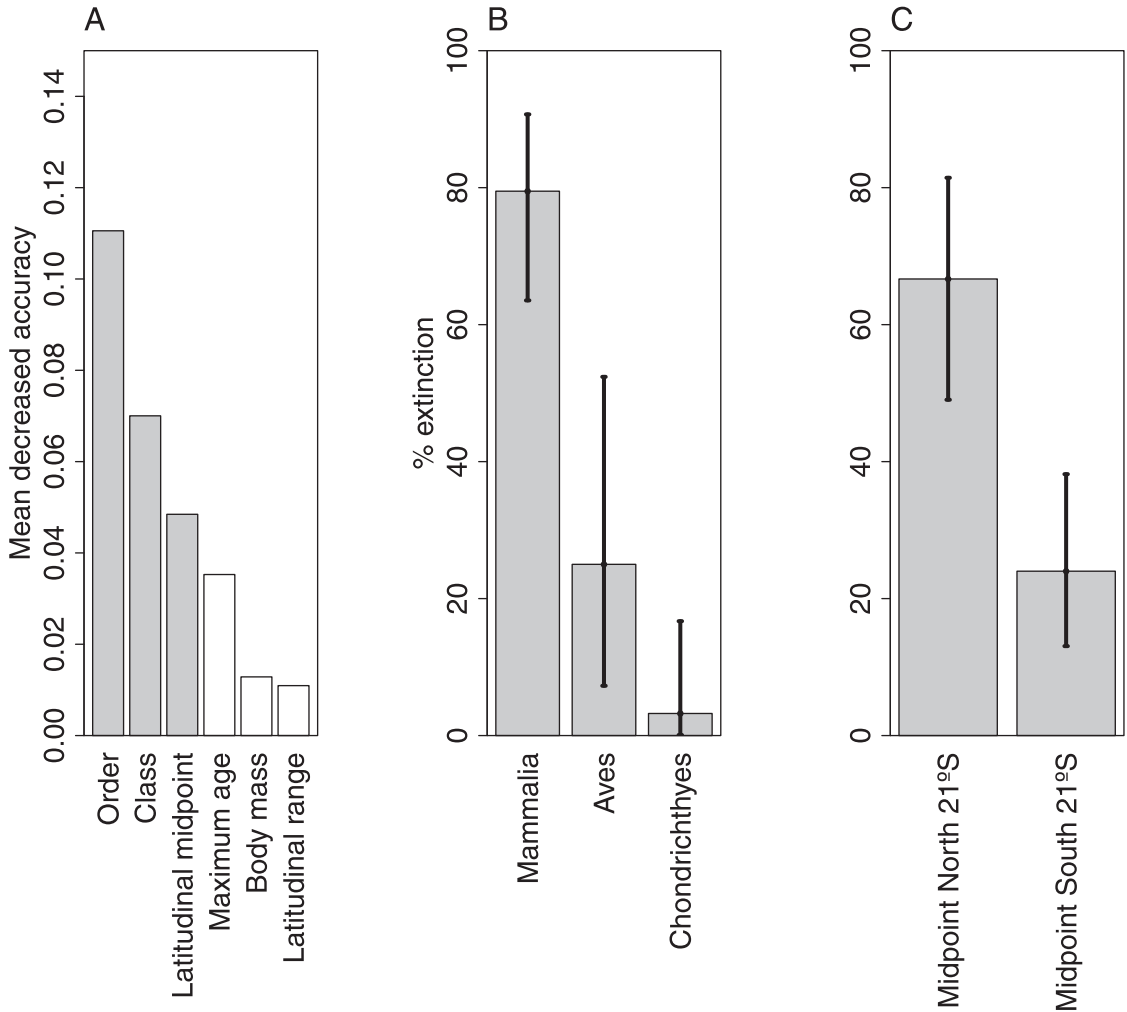 A
Mean decreased accuracy
0.14
0.12
0.10
0.08
0.06
0.04
0.02
0.00
Order
Class
Latitudinal midpoint
Maximum age
Body mass
Latitudinal range
B
% extinction
100
80
60
40
20
0
Mammalia
Aves
Chondrichthyes
C
100
80
60
40
20
0
Midpoint North 21ºS
Midpoint South 21ºS